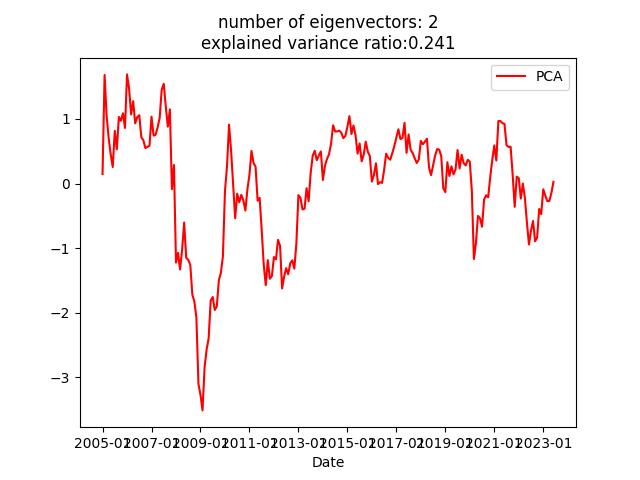 number of eigenvectors: 2
explained variance ratio:0.241
PCA
1
0
−1
−2
−3
2005-01 2007-01 2009-01 2011-01 2013-01 2015-01 2017-01 2019-01 2021-01 2023-01
Date